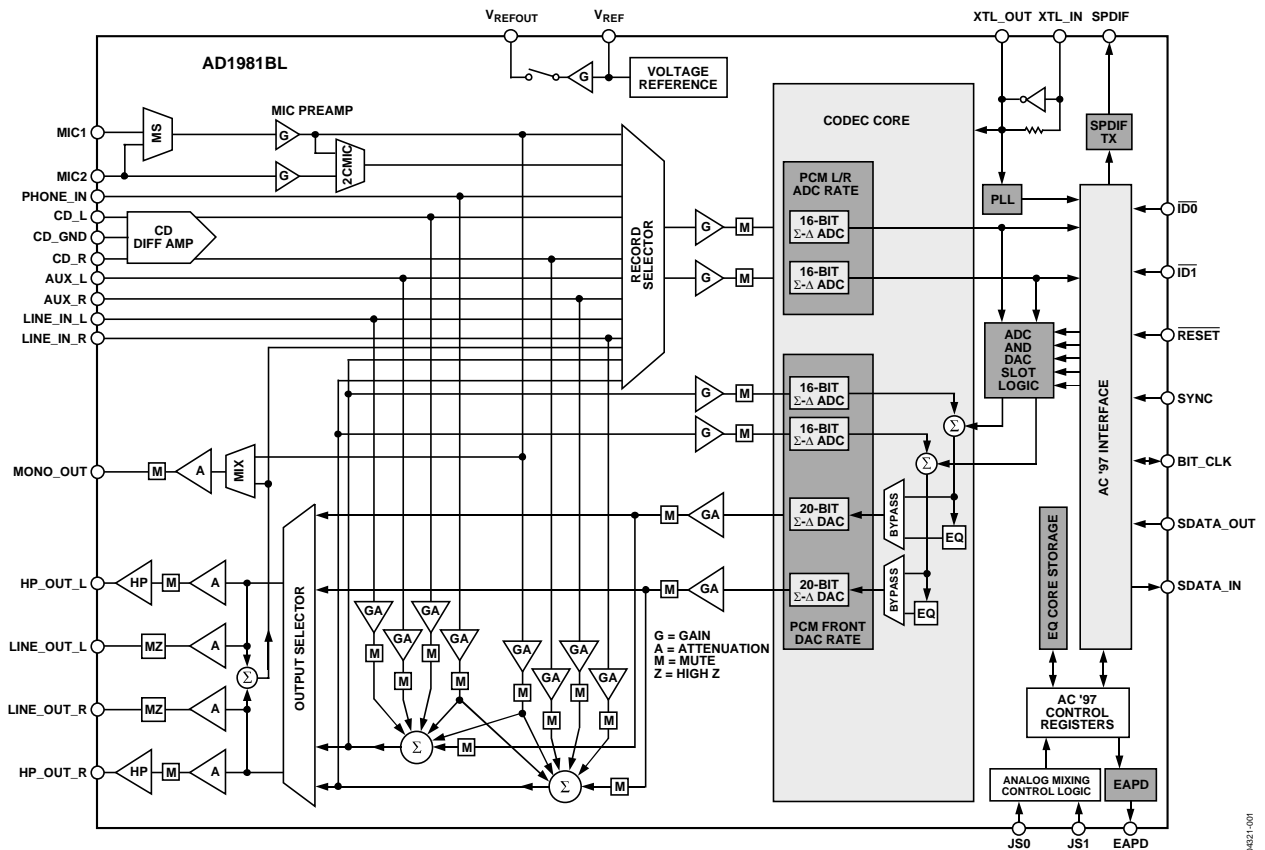 V_REFOUT
V_REF
XTL_OUT
XTL_IN
SPDIF
AD1981BL
G
VOLTAGE
REFERENCE
MIC PREAMP
CODEC CORE
SPDIF
TX
MIC1
MS
G
2CMIC
MIC2
G
PHONE_IN
CD_L
CD_GND
CD_R
CD
DIFF AMP
AUX_L
AUX_R
LINE_IN_L
LINE_IN_R
RECORD
SELECTOR
G
M
G
M
PCM L/R
ADC RATE
16-BIT
Σ-Δ ADC
16-BIT
Σ-Δ ADC
PLL
ID0
ID1
RESET
SYNC
BIT_CLK
SDATA_OUT
SDATA_IN
ADC
AND
DAC
SLOT
LOGIC
AC '97 INTERFACE
G
M
16-BIT
Σ-Δ ADC
Σ
G
M
16-BIT
Σ-Δ ADC
Σ
MONO_OUT
M
A
MIX
M
GA
20-BIT
Σ-Δ DAC
BYPASS
EQ
M
GA
20-BIT
Σ-Δ DAC
BYPASS
EQ
PCM FRONT
DAC RATE
EQ CORE STORAGE
HP_OUT_L
HP
M
A
LINE_OUT_L
MZ
A
Σ
LINE_OUT_R
MZ
A
HP_OUT_R
HP
M
A
OUTPUT SELECTOR
GA
GA
GA
GA
GA
GA
GA
GA
M
M
M
M
M
M
M
M
Σ
M
Σ
M
G = GAIN
A = ATTENUATION
M = MUTE
Z = HIGH Z
AC '97
CONTROL
REGISTERS
ANALOG MIXING
CONTROL LOGIC
EAPD
JS0
JS1
EAPD
04321-001